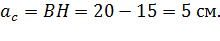 a_c = BH = 20 − 15 = 5 см.